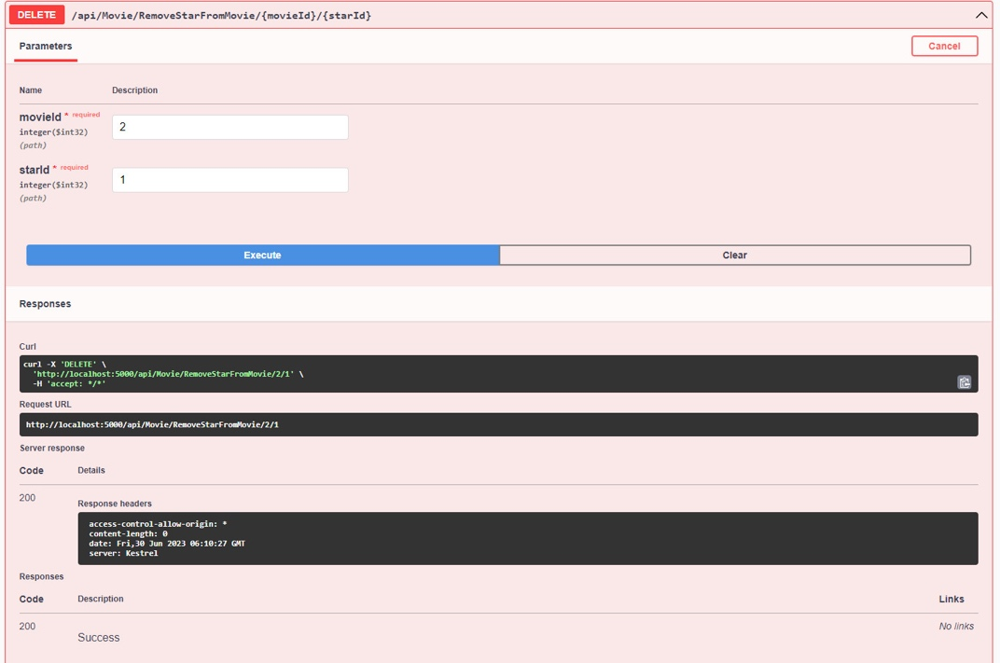 DELETE /api/Movie/RemoveStarFromMovie/{movieId}/{starId}
Parameters Cancel
Name Description
movieId * required
integer($int32)
(path)
2
starId * required
integer($int32)
(path)
1
Execute Clear
Responses
Curl
curl -X 'DELETE' \
'http://localhost:5000/api/Movie/RemoveStarFromMovie/2/1' \
-H 'accept: */*'
Request URL
http://localhost:5000/api/Movie/RemoveStarFromMovie/2/1
Server response
Code Details
200
Response headers
access-control-allow-origin: *
content-length: 0
date: Fri,30 Jun 2023 06:10:27 GMT
server: Kestrel
Responses
Code Description Links
200 No links
Success